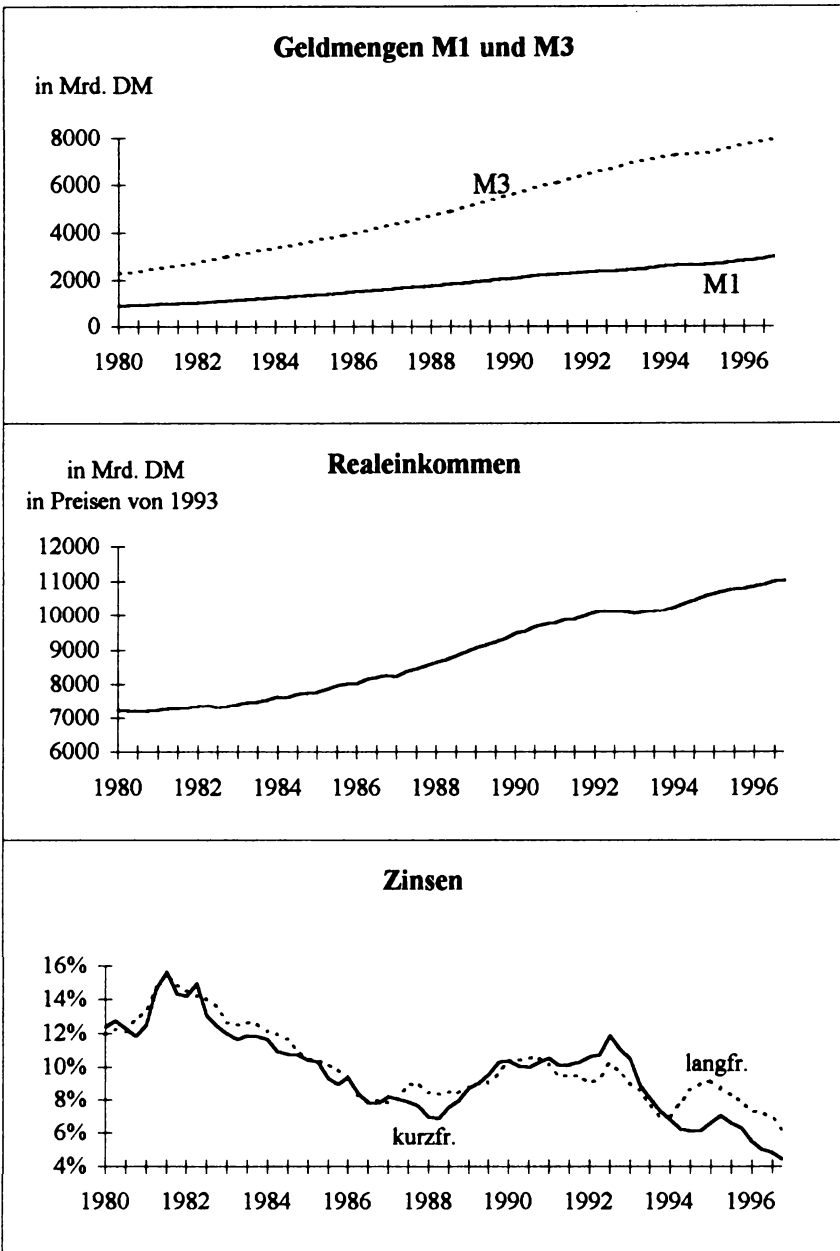 Geldmengen M1 und M3
in Mrd. DM
8000
6000
4000
2000
0
M3
M1
1980 1982 1984 1986 1988 1990 1992 1994 1996
in Mrd. DM
in Preisen von 1993
Realeinkommen
12000
11000
10000
9000
8000
7000
6000
1980 1982 1984 1986 1988 1990 1992 1994 1996
Zinsen
16%
14%
12%
10%
8%
6%
4%
langfr.
kurzfr.
1980 1982 1984 1986 1988 1990 1992 1994 1996